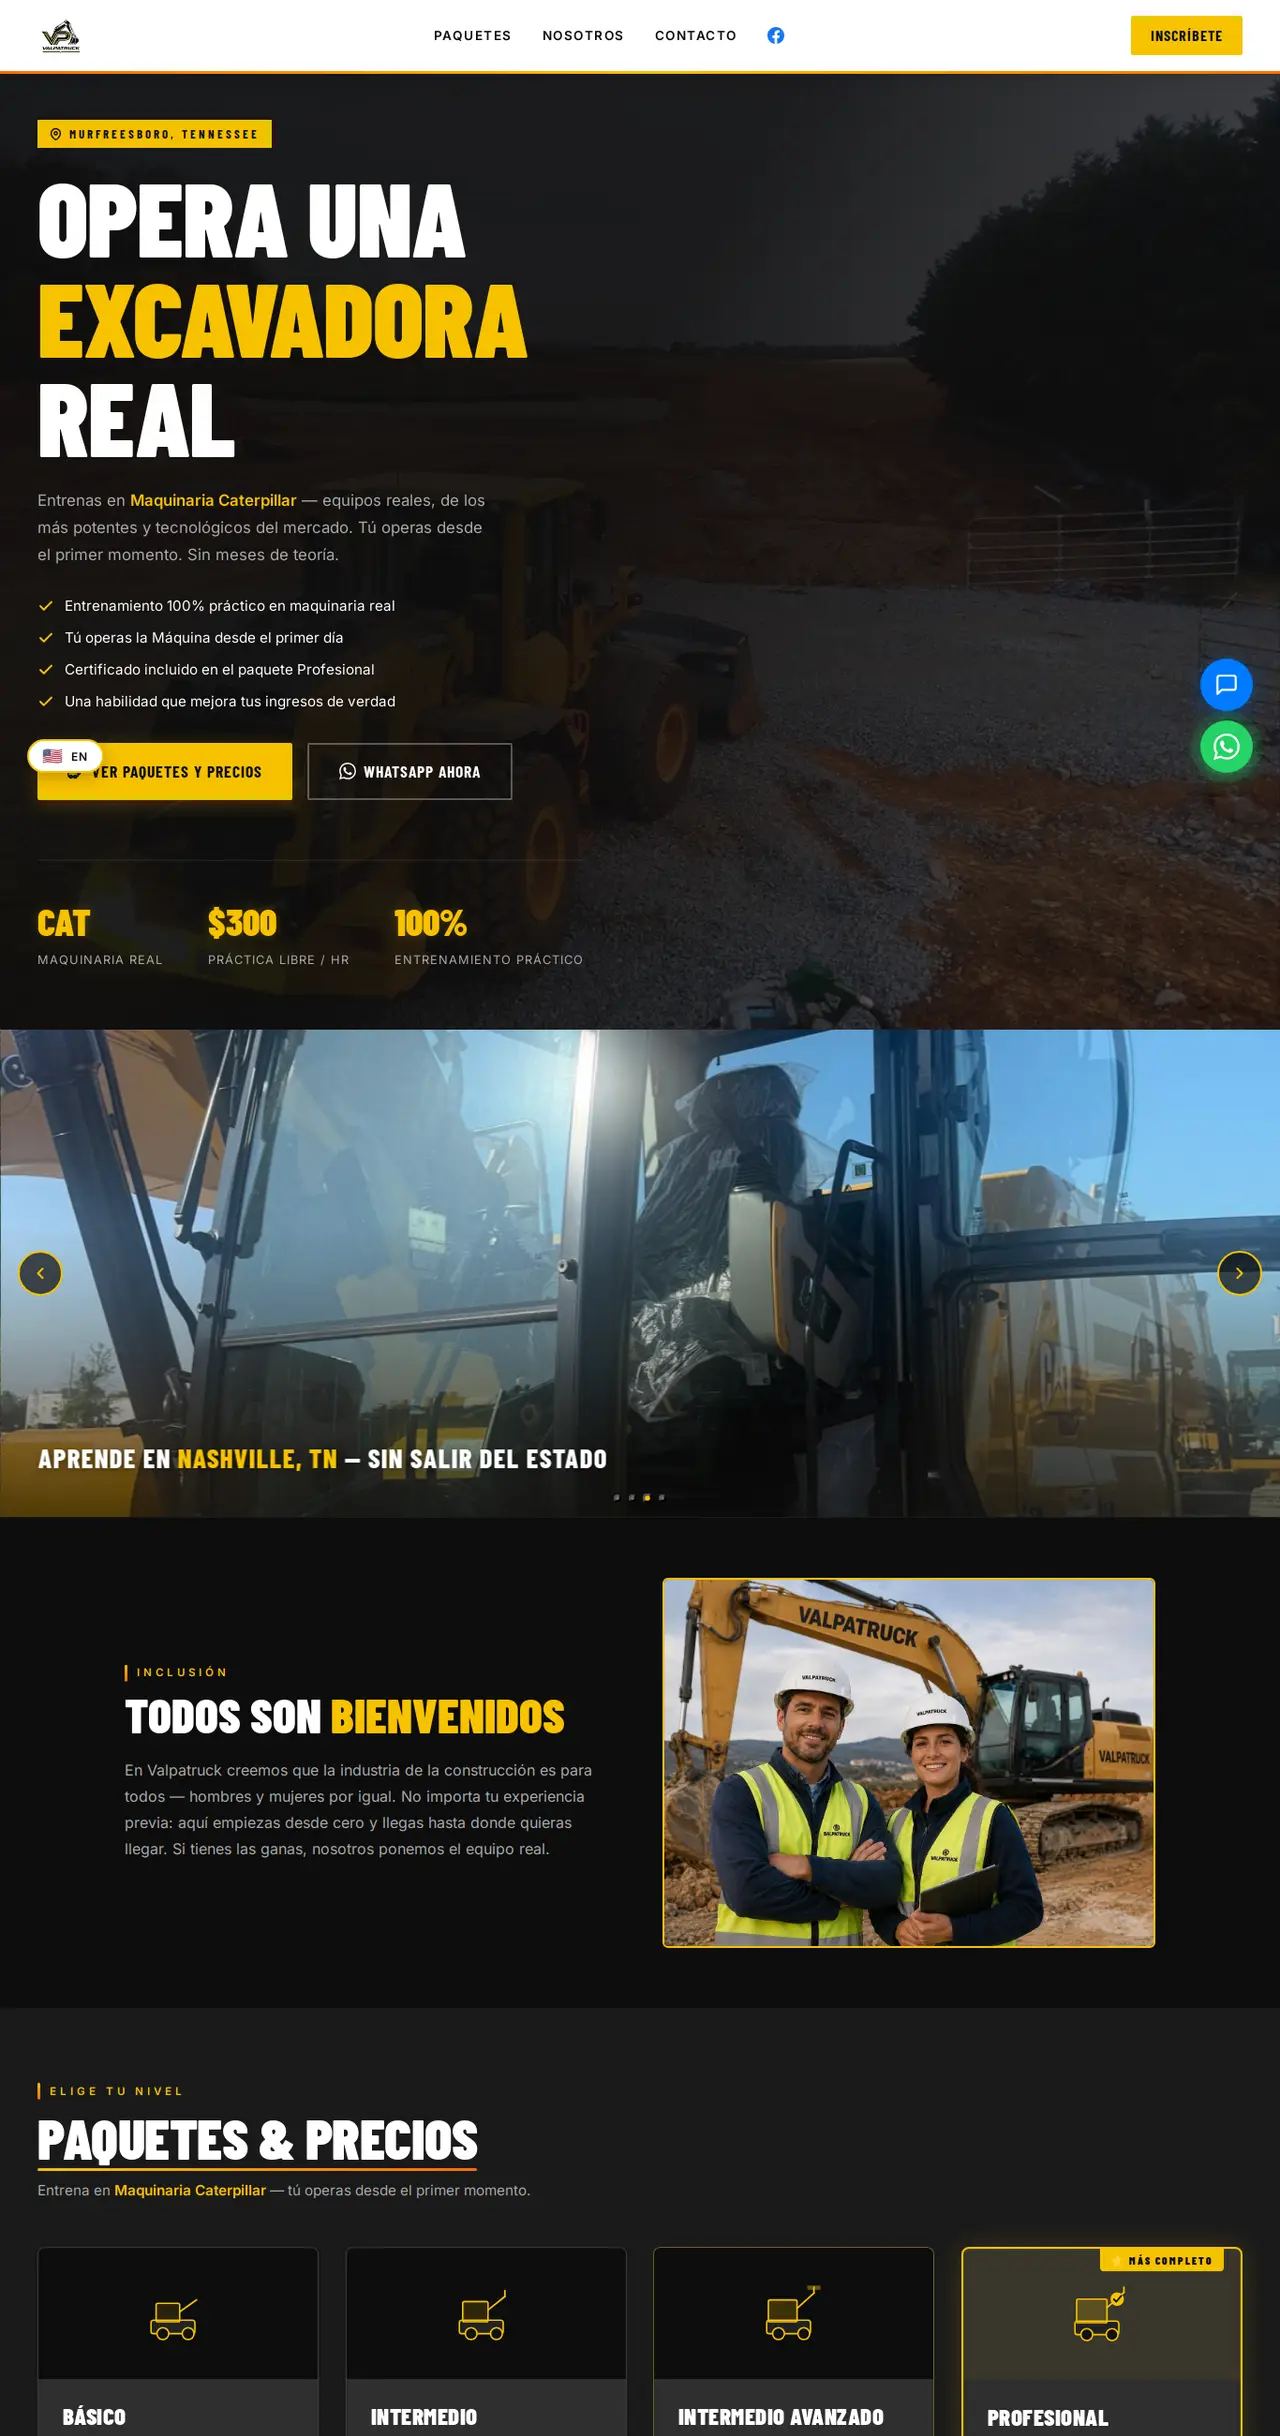 VALPATRUCK
PAQUETES
NOSOTROS
CONTACTO
INSCRÍBETE
MURFREESBORO, TENNESSEE
OPERA UNA
EXCAVADORA
REAL
Entrenas en Maquinaria Caterpillar — equipos reales, de los
más potentes y tecnológicos del mercado. Tú operas desde
el primer momento. Sin meses de teoría.
Entrenamiento 100% práctico en maquinaria real
Tú operas la Máquina desde el primer día
Certificado incluido en el paquete Profesional
Una habilidad que mejora tus ingresos de verdad
EN
VER PAQUETES Y PRECIOS
WHATSAPP AHORA
CAT
MAQUINARIA REAL
$300
PRÁCTICA LIBRE / HR
100%
ENTRENAMIENTO PRÁCTICO
CAT
APRENDE EN NASHVILLE, TN — SIN SALIR DEL ESTADO
INCLUSIÓN
TODOS SON BIENVENIDOS
En Valpatruck creemos que la industria de la construcción es para
todos — hombres y mujeres por igual. No importa tu experiencia
previa: aquí empiezas desde cero y llegas hasta donde quieras
llegar. Si tienes las ganas, nosotros ponemos el equipo real.
VALPATRUCK
VALPATRUCK
VALPATRUCK
VALPATRUCK
VALPATRUCK
VALPATRUCK
ELIGE TU NIVEL
PAQUETES & PRECIOS
Entrena en Maquinaria Caterpillar — tú operas desde el primer momento.
MÁS COMPLETO
BÁSICO
INTERMEDIO
INTERMEDIO AVANZADO
PROFESIONAL